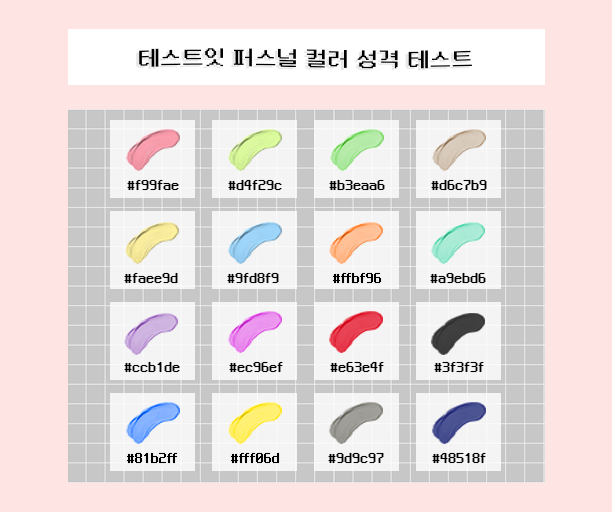 테스트잇 퍼스널 컬러 성격 테스트
#f99fae #d4f29c #b3eaa6 #d6c7b9
#faee9d #9fd8f9 #ffbf96 #a9ebd6
#ccb1de #ec96ef #e63e4f #3f3f3f
#81b2ff #fff06d #9d9c97 #48518f